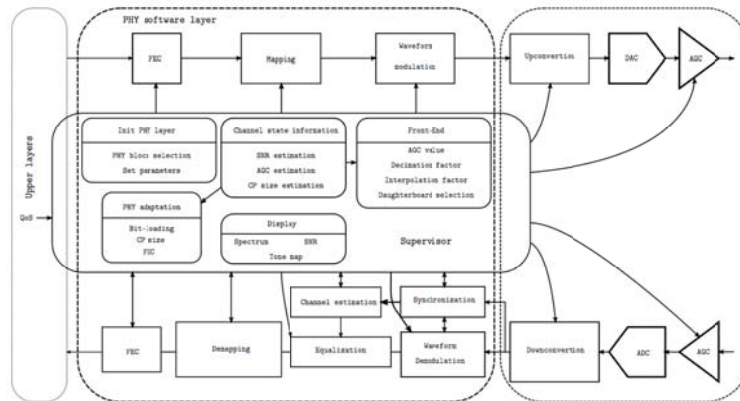 PHY software layer
FEC
Mapping
Waveform
modulation
Upconvertion
DAC
AGC
Upper layers
QoS
Init PHY layer
PHY bloc selection
Set parameters
Channel state information
SNR estimation
AGC estimation
CP size estimation
Front-End
AGC value
Decimation factor
Interpolation factor
Daughterboard selection
PHY adaptation
Bit-loading
CP size
FEC
Display
Spectrum SNR
Tone map
Supervisor
Channel estimation
Synchronization
FEC
Demapping
Equalization
Waveform
Demodulation
Downconvertion
ADC
AGC